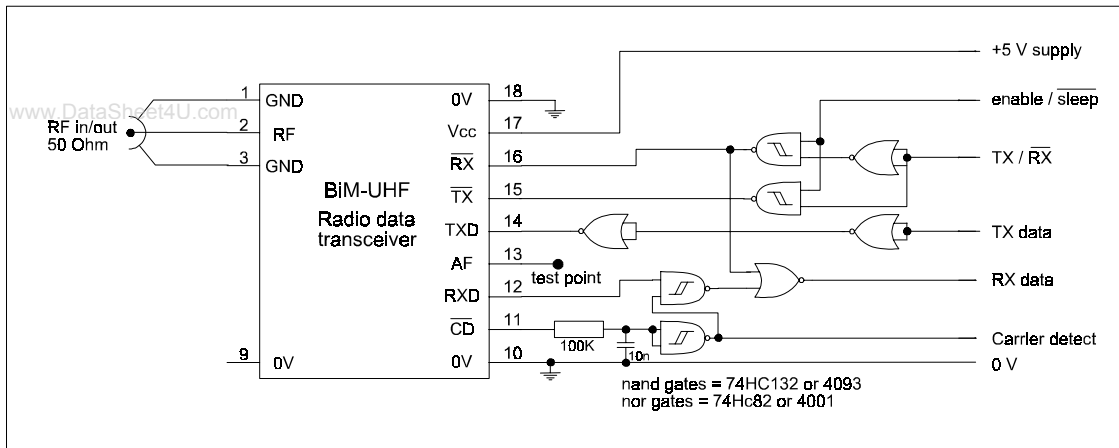 +5 V supply
enable / sleep
TX / RX
TX data
RX data
Carrier detect
0 V
www.DataSheet4U.com
RF in/out
50 Ohm
1
2
3
9
GND
RF
GND
0V
BiM-UHF
Radio data
transceiver
0V
Vcc
RX
TX
TXD
AF
RXD
CD
0V
18
17
16
15
14
13
12
11
10
test point
100K
10n
nand gates = 74HC132 or 4093
nor gates = 74Hc82 or 4001